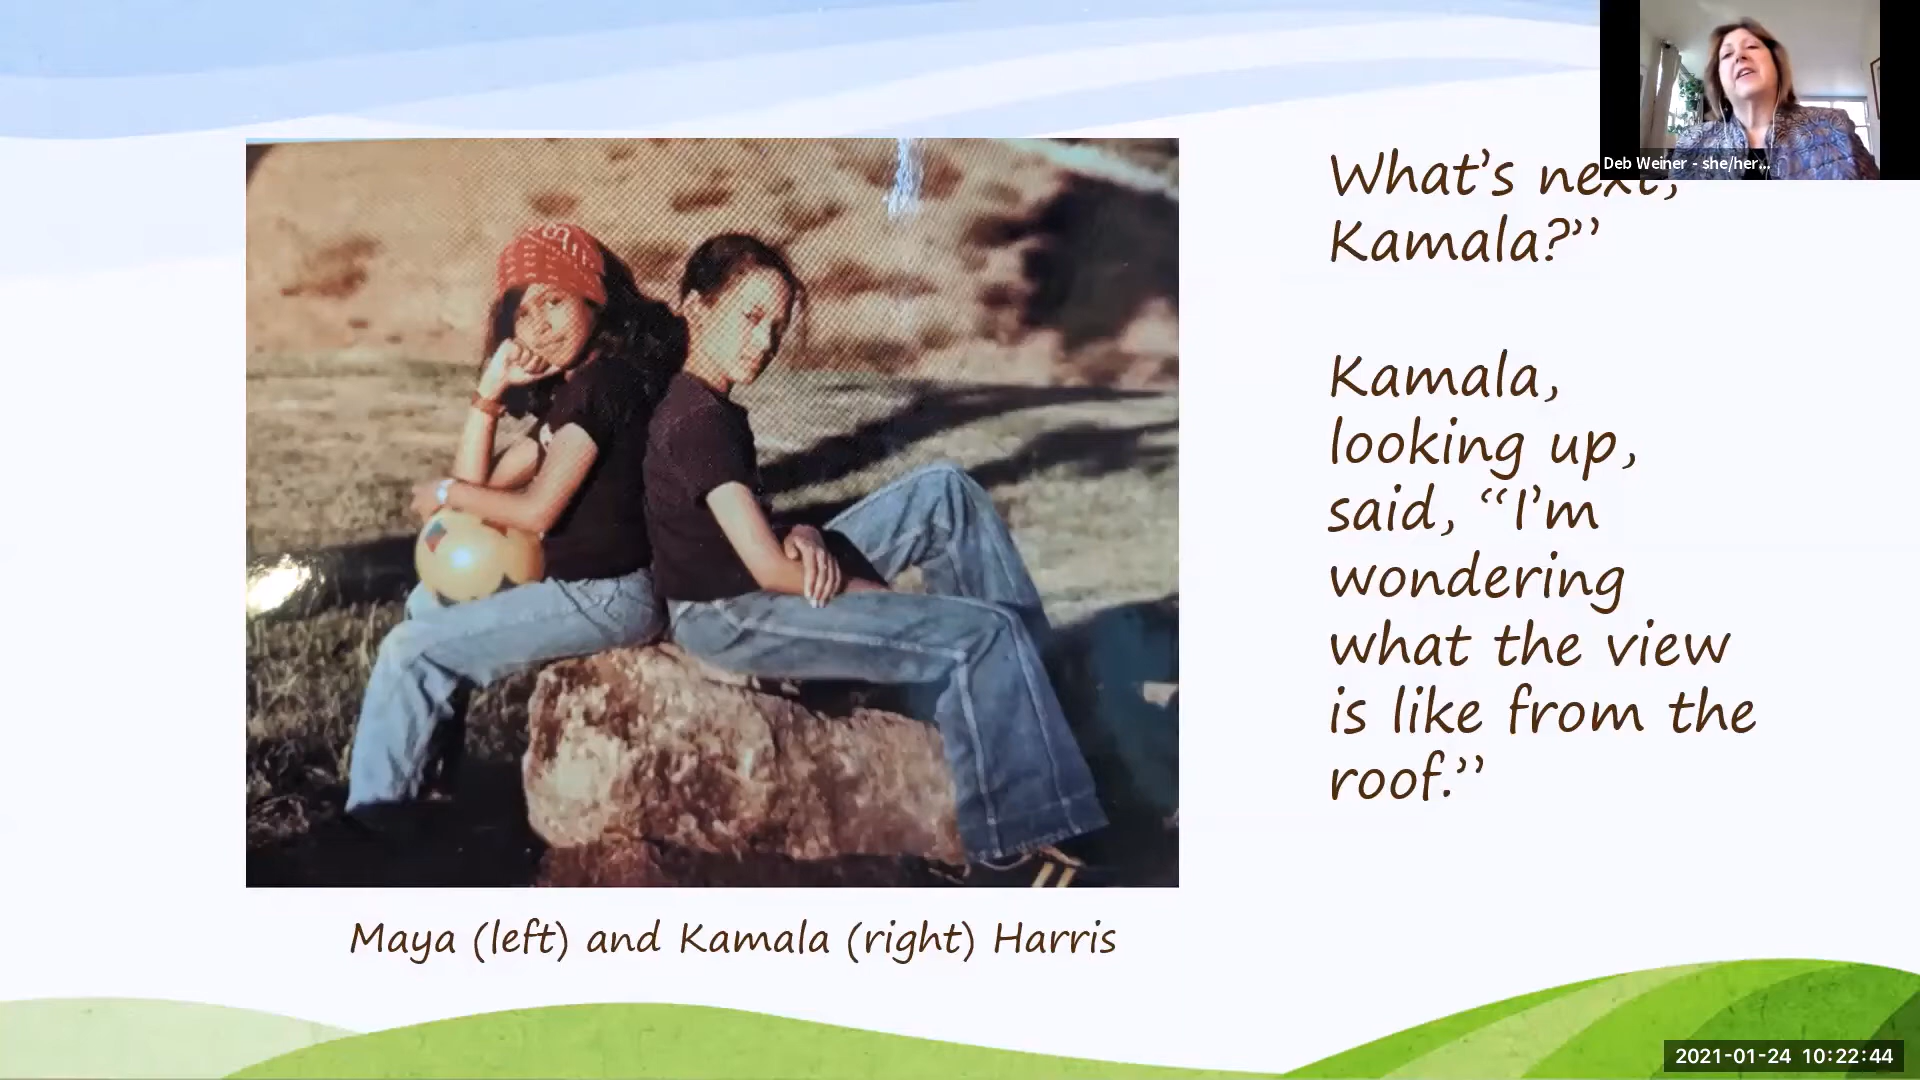 Deb Weiner - she/her...
What's next,
Kamala?”
Kamala,
looking up,
said, “I'm
wondering
what the view
is like from the
roof.”
Maya (left) and Kamala (right) Harris
2021-01-24 10:22:44